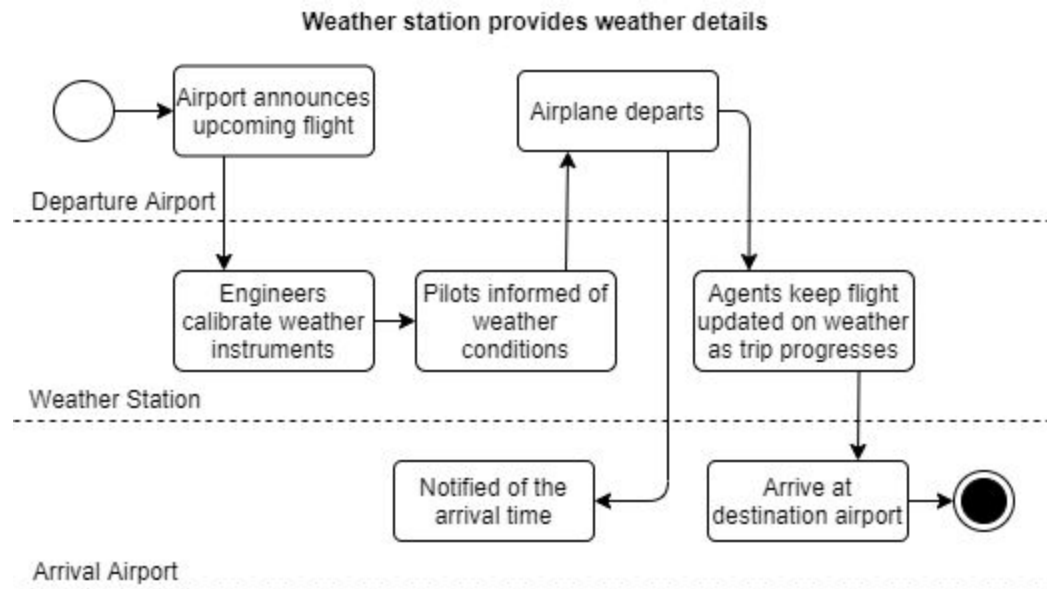 Weather station provides weather details
Airport announces
upcoming flight
Airplane departs
Departure Airport
Engineers
calibrate weather
instruments
Pilots informed of
weather
conditions
Agents keep flight
updated on weather
as trip progresses
Weather Station
Notified of the
arrival time
Arrive at
destination airport
Arrival Airport